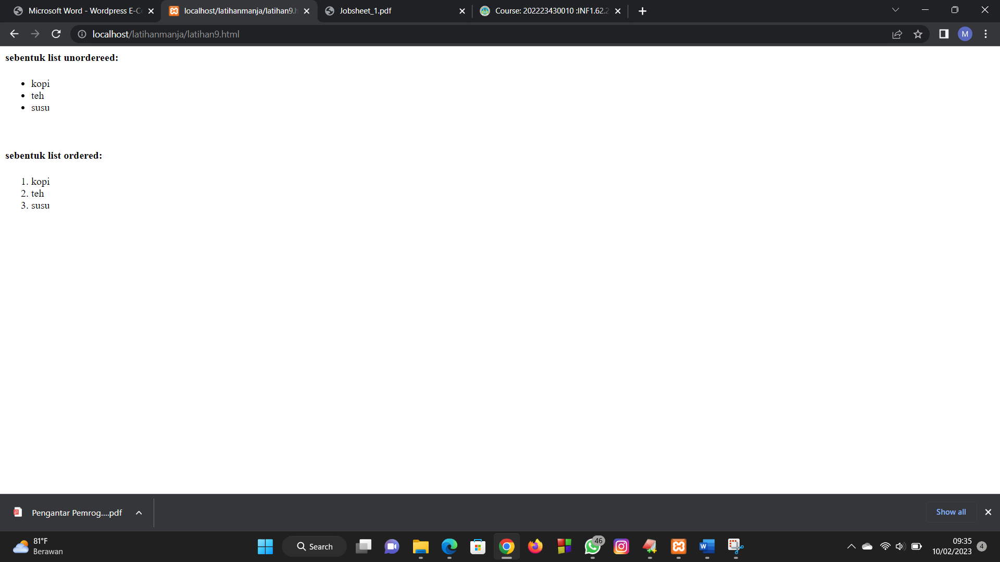 Microsoft Word - Wordpress E-Co
localhost/latihanmanja/latihan9.h
Jobsheet_1.pdf
Course: 202223430010 :INF1.62.2
localhost/latihanmanja/latihan9.html
M
sebentuk list unordereed:
• kopi
• teh
• susu
sebentuk list ordered:
1. kopi
2. teh
3. susu
Pengantar Pemrog....pdf
Show all
81°F
Berawan
Search
46
09:35
10/02/2023
4